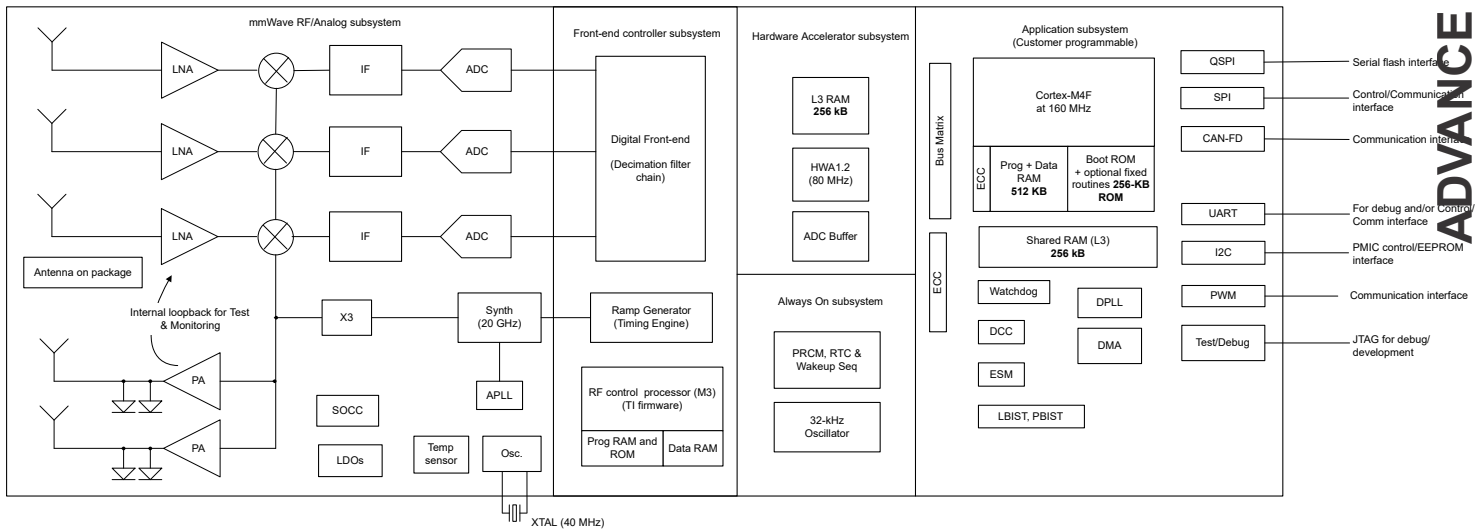 mmWave RF/Analog subsystem
LNA
IF
ADC
LNA
IF
ADC
LNA
IF
ADC
Antenna on package
Internal loopback for Test
& Monitoring
X3
Synth
(20 GHz)
PA
APLL
SOCC
PA
LDOs
Temp
sensor
Osc.
XTAL (40 MHz)
Front-end controller subsystem
Digital Front-end
(Decimation filter
chain)
Ramp Generator
(Timing Engine)
RF control processor (M3)
(TI firmware)
Prog RAM and
ROM
Data RAM
Hardware Accelerator subsystem
L3 RAM
256 kB
HWA1.2
(80 MHz)
ADC Buffer
Always On subsystem
PRCM, RTC &
Wakeup Seq
32-kHz
Oscillator
Application subsystem
(Customer programmable)
Bus Matrix
Cortex-M4F
at 160 MHz
ECC
Prog + Data
RAM
512 KB
Boot ROM
+ optional fixed
routines 256-KB
ROM
ECC
Shared RAM (L3)
256 kB
Watchdog
DPLL
DCC
DMA
ESM
LBIST, PBIST
QSPI
Serial flash interface
SPI
Control/Communication
interface
CAN-FD
Communication interface
UART
For debug and/or Control/
Comm interface
I2C
PMIC control/EEPROM
interface
PWM
Communication interface
Test/Debug
JTAG for debug/
development
ADVANCE